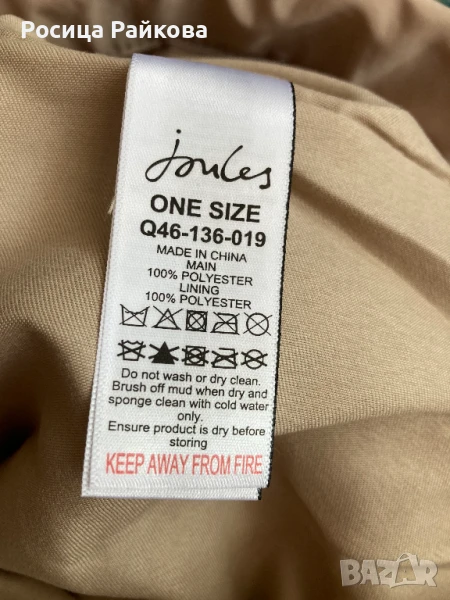 Росица Райкова
Joules
ONE SIZE
Q46-136-019
MADE IN CHINA
MAIN
100% POLYESTER
LINING
100% POLYESTER
Do not wash or dry clean.
Brush off mud when dry and
sponge clean with cold water
only.
Ensure product is dry before
storing
KEEP AWAY FROM FIRE
BAZAR